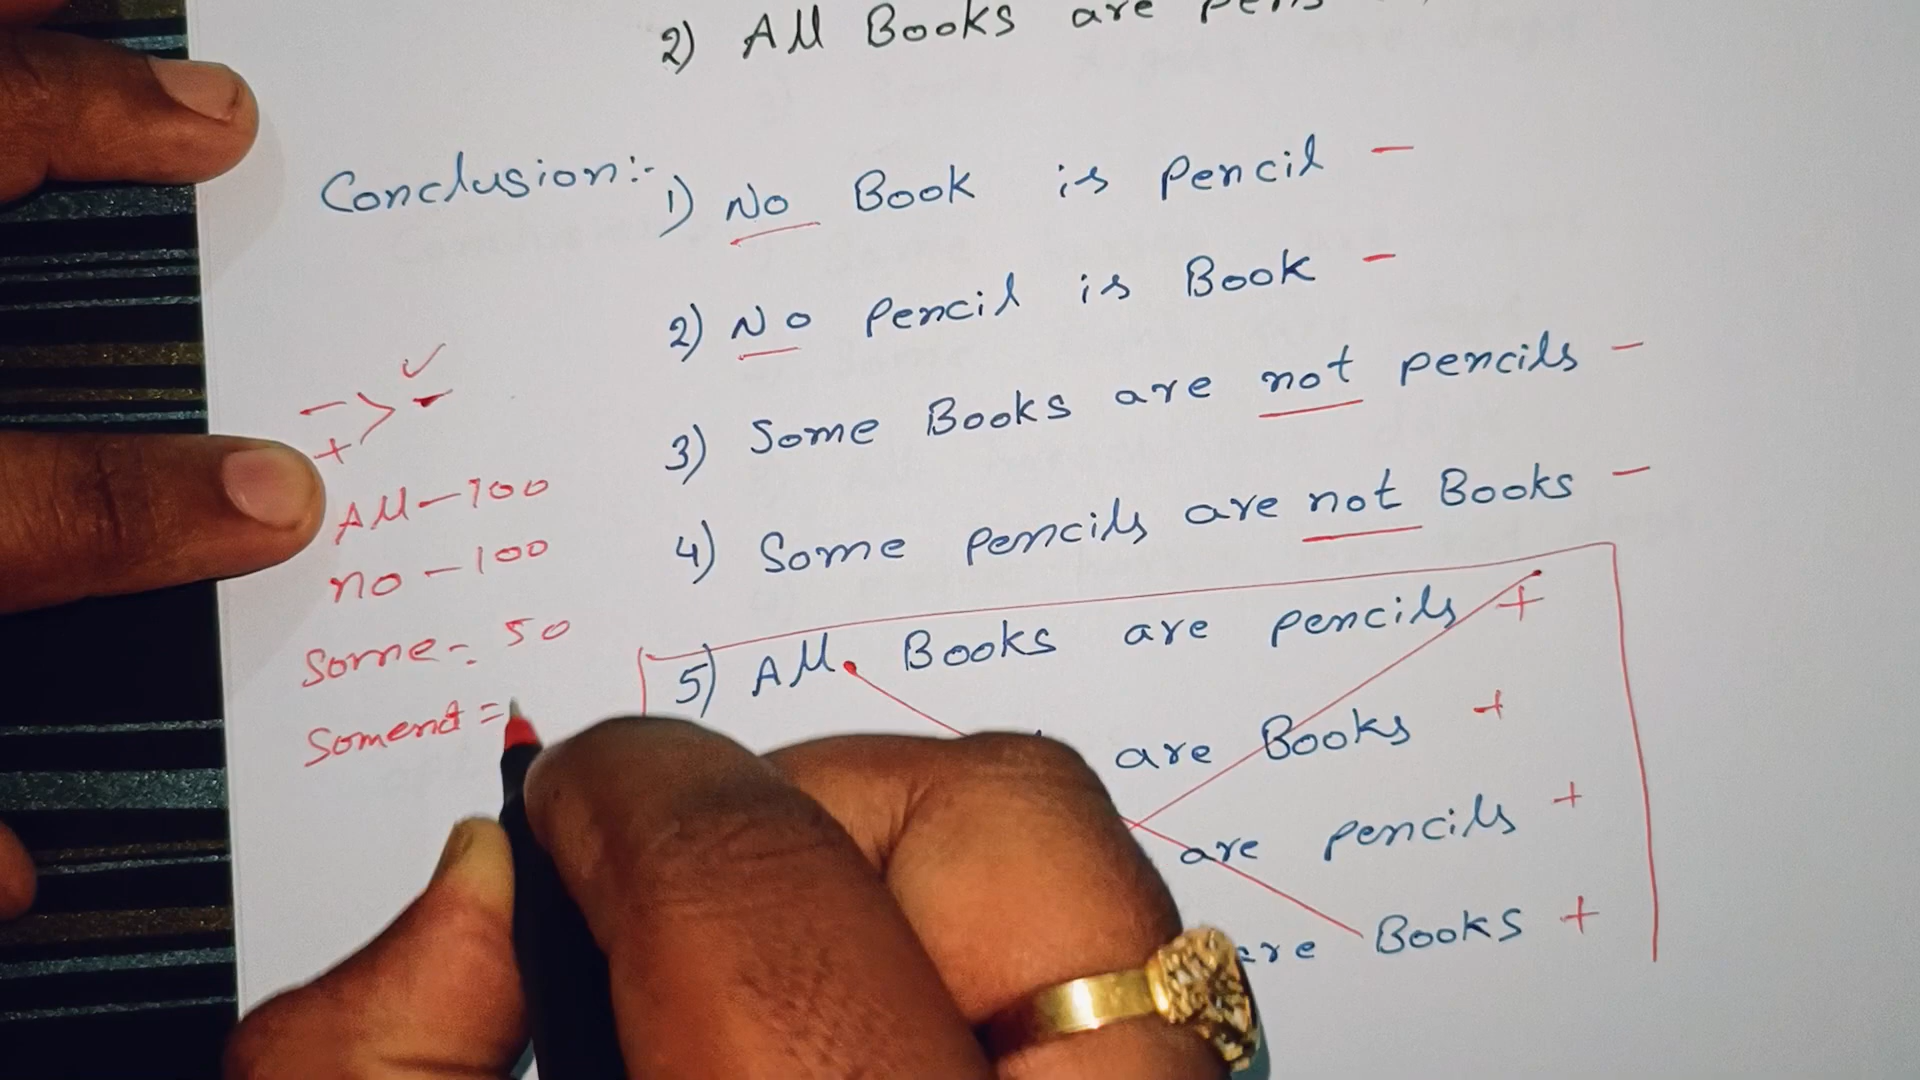 2) All Books are pens
Conclusion:- 1) No Book is Pencil -
2) No Pencil is Book -
3) Some Books are not pencils -
4) Some pencils are not Books -
5) All Books are pencils +
are Books +
are pencils +
are Books +
✓
- > -
+
All - 100
no - 100
Some - 50
=